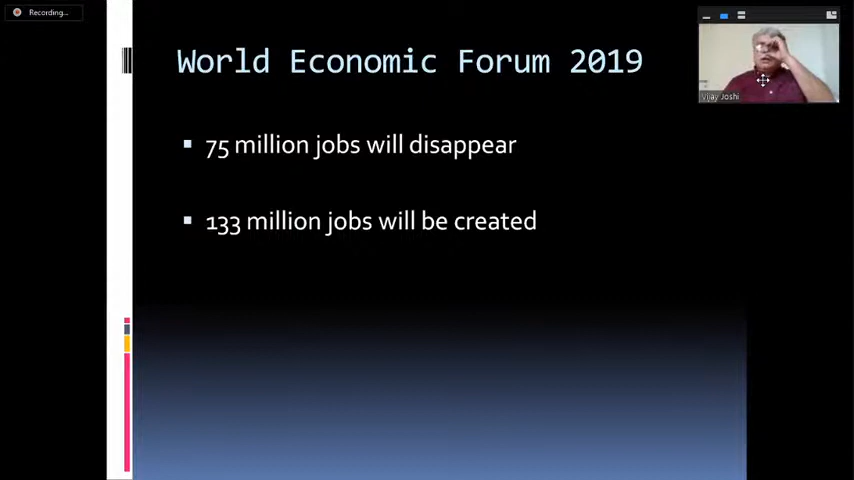 Recording...
World Economic Forum 2019
75 million jobs will disappear
133 million jobs will be created
Vijay Joshi